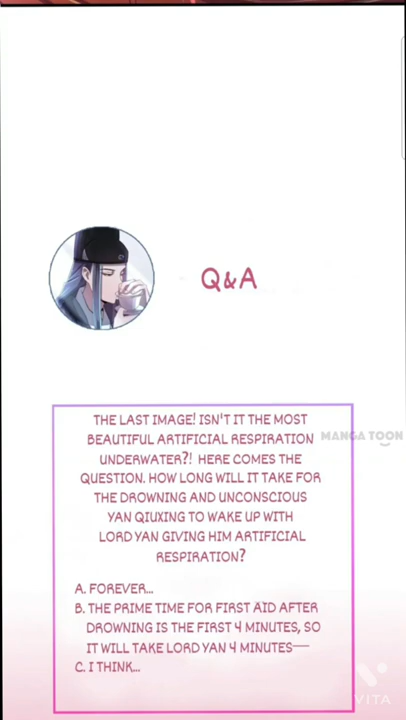 Q&A
THE LAST IMAGE! ISN'T IT THE MOST
BEAUTIFUL ARTIFICIAL RESPIRATION
UNDERWATER?! HERE COMES THE
QUESTION. HOW LONG WILL IT TAKE FOR
THE DROWNING AND UNCONSCIOUS
YAN QIUXING TO WAKE UP WITH
LORD YAN GIVING HIM ARTIFICIAL
RESPIRATION?
MANGA TOON
A. FOREVER...
B. THE PRIME TIME FOR FIRST AID AFTER
DROWNING IS THE FIRST 4 MINUTES, SO
IT WILL TAKE LORD YAN 4 MINUTES—
C. I THINK...
VITA